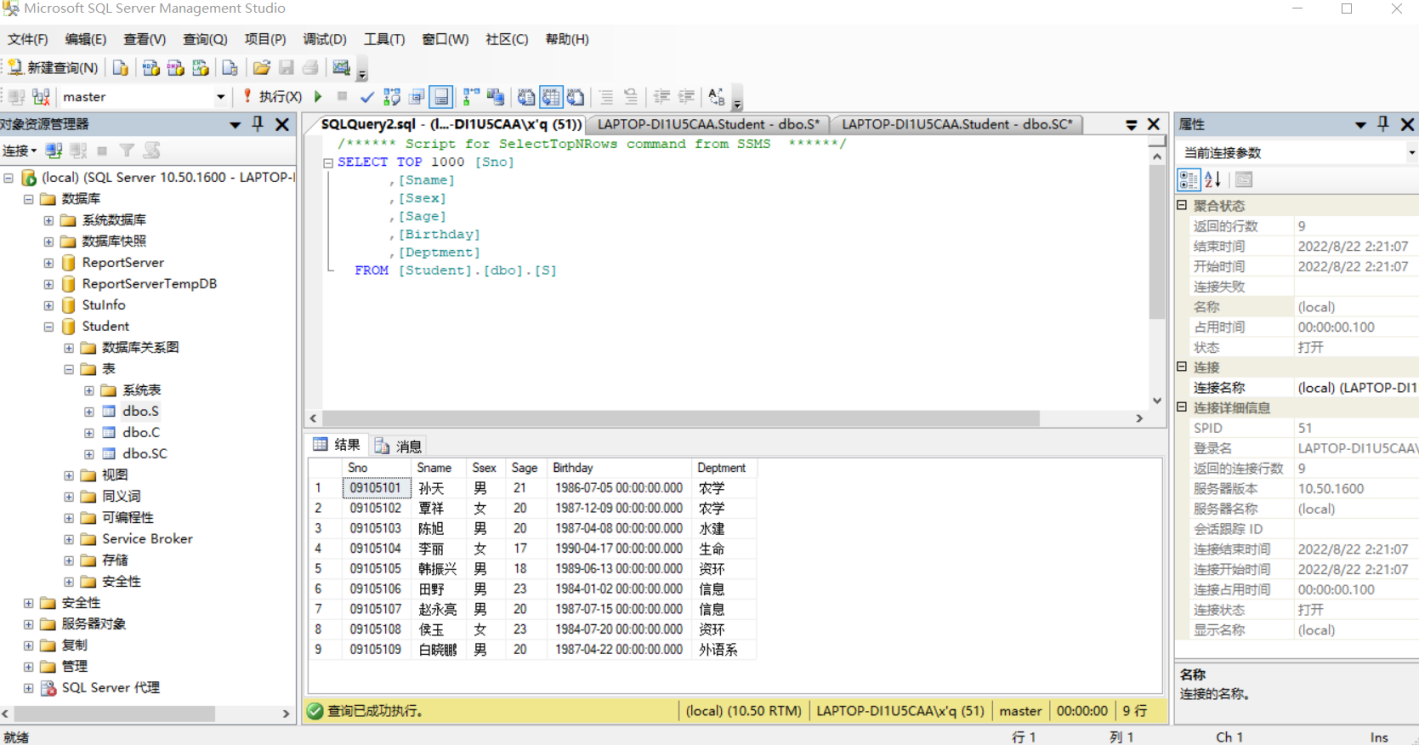 Microsoft SQL Server Management Studio
文件(F) 编辑(E) 查看(V) 查询(Q) 项目(P) 调试(D) 工具(T) 窗口(W) 社区(C) 帮助(H)
新建查询(N)
master 执行(X)
对象资源管理器
连接
(local) (SQL Server 10.50.1600 - LAPTOP-
数据库
系统数据库
数据库快照
ReportServer
ReportServerTempDB
StuInfo
Student
数据库关系图
表
系统表
dbo.S
dbo.C
dbo.SC
视图
同义词
可编程性
Service Broker
存储
安全性
安全性
服务器对象
复制
管理
SQL Server 代理
SQLQuery2.sql - (l...-DI1U5CAA\x'q (51)) LAPTOP-DI1U5CAA.Student - dbo.S* LAPTOP-DI1U5CAA.Student - dbo.SC*
/****** Script for SelectTopNRows command from SSMS ******/
SELECT TOP 1000 [Sno]
,[Sname]
,[Ssex]
,[Sage]
,[Birthday]
,[Deptment]
FROM [Student].[dbo].[S]
结果 消息
Sno Sname Ssex Sage Birthday Deptment
1 09105101 孙天 男 21 1986-07-05 00:00:00.000 农学
2 09105102 覃祥 女 20 1987-12-09 00:00:00.000 农学
3 09105103 陈旭 男 20 1987-04-08 00:00:00.000 水建
4 09105104 李丽 女 17 1990-04-17 00:00:00.000 生命
5 09105105 韩振兴 男 18 1989-06-13 00:00:00.000 资环
6 09105106 田野 男 23 1984-01-02 00:00:00.000 信息
7 09105107 赵永亮 男 20 1987-07-15 00:00:00.000 信息
8 09105108 侯玉 女 23 1984-07-20 00:00:00.000 资环
9 09105109 白晓鹏 男 20 1987-04-22 00:00:00.000 外语系
查询已成功执行。 (local) (10.50 RTM) LAPTOP-DI1U5CAA\x'q (51) master 00:00:00 9 行
属性
当前连接参数
聚合状态
返回的行数 9
结束时间 2022/8/22 2:21:07
开始时间 2022/8/22 2:21:07
连接失败
名称 (local)
占用时间 00:00:00.100
状态 打开
连接
连接名称 (local) (LAPTOP-DI1
连接详细信息
SPID 51
登录名 LAPTOP-DI1U5CAA\
返回的连接行数 9
服务器版本 10.50.1600
服务器名称 (local)
会话跟踪 ID
连接结束时间 2022/8/22 2:21:07
连接开始时间 2022/8/22 2:21:07
连接占用时间 00:00:00.100
连接状态 打开
显示名称 (local)
名称
连接的名称。
就绪 行 1 列 1 Ch 1 Ins